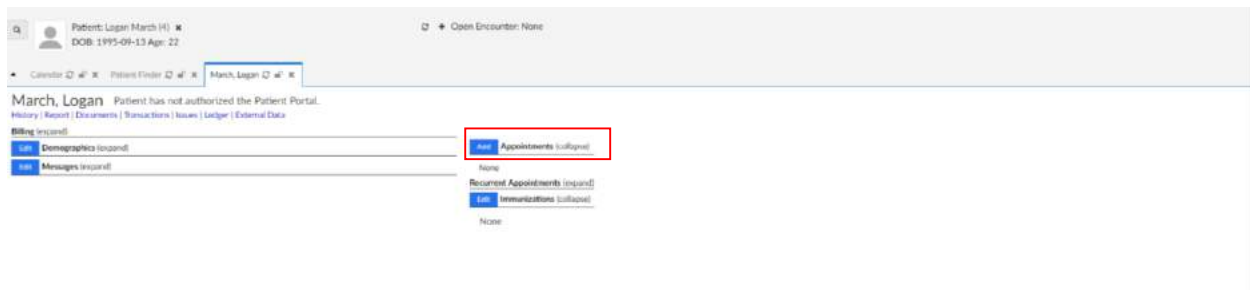 Patient: Logan March (4) ✖
DOB: 1995-09-13 Age: 22
+ Open Encounter: None
Calendar
Patient Finder
March, Logan
March, Logan Patient has not authorized the Patient Portal.
History | Report | Documents | Transactions | Issues | Ledger | External Data
Billing (expand)
Edit Demographics (expand)
Edit Messages (expand)
Add Appointments (collapse)
None
Recurrent Appointments (expand)
Edit Immunizations (collapse)
None